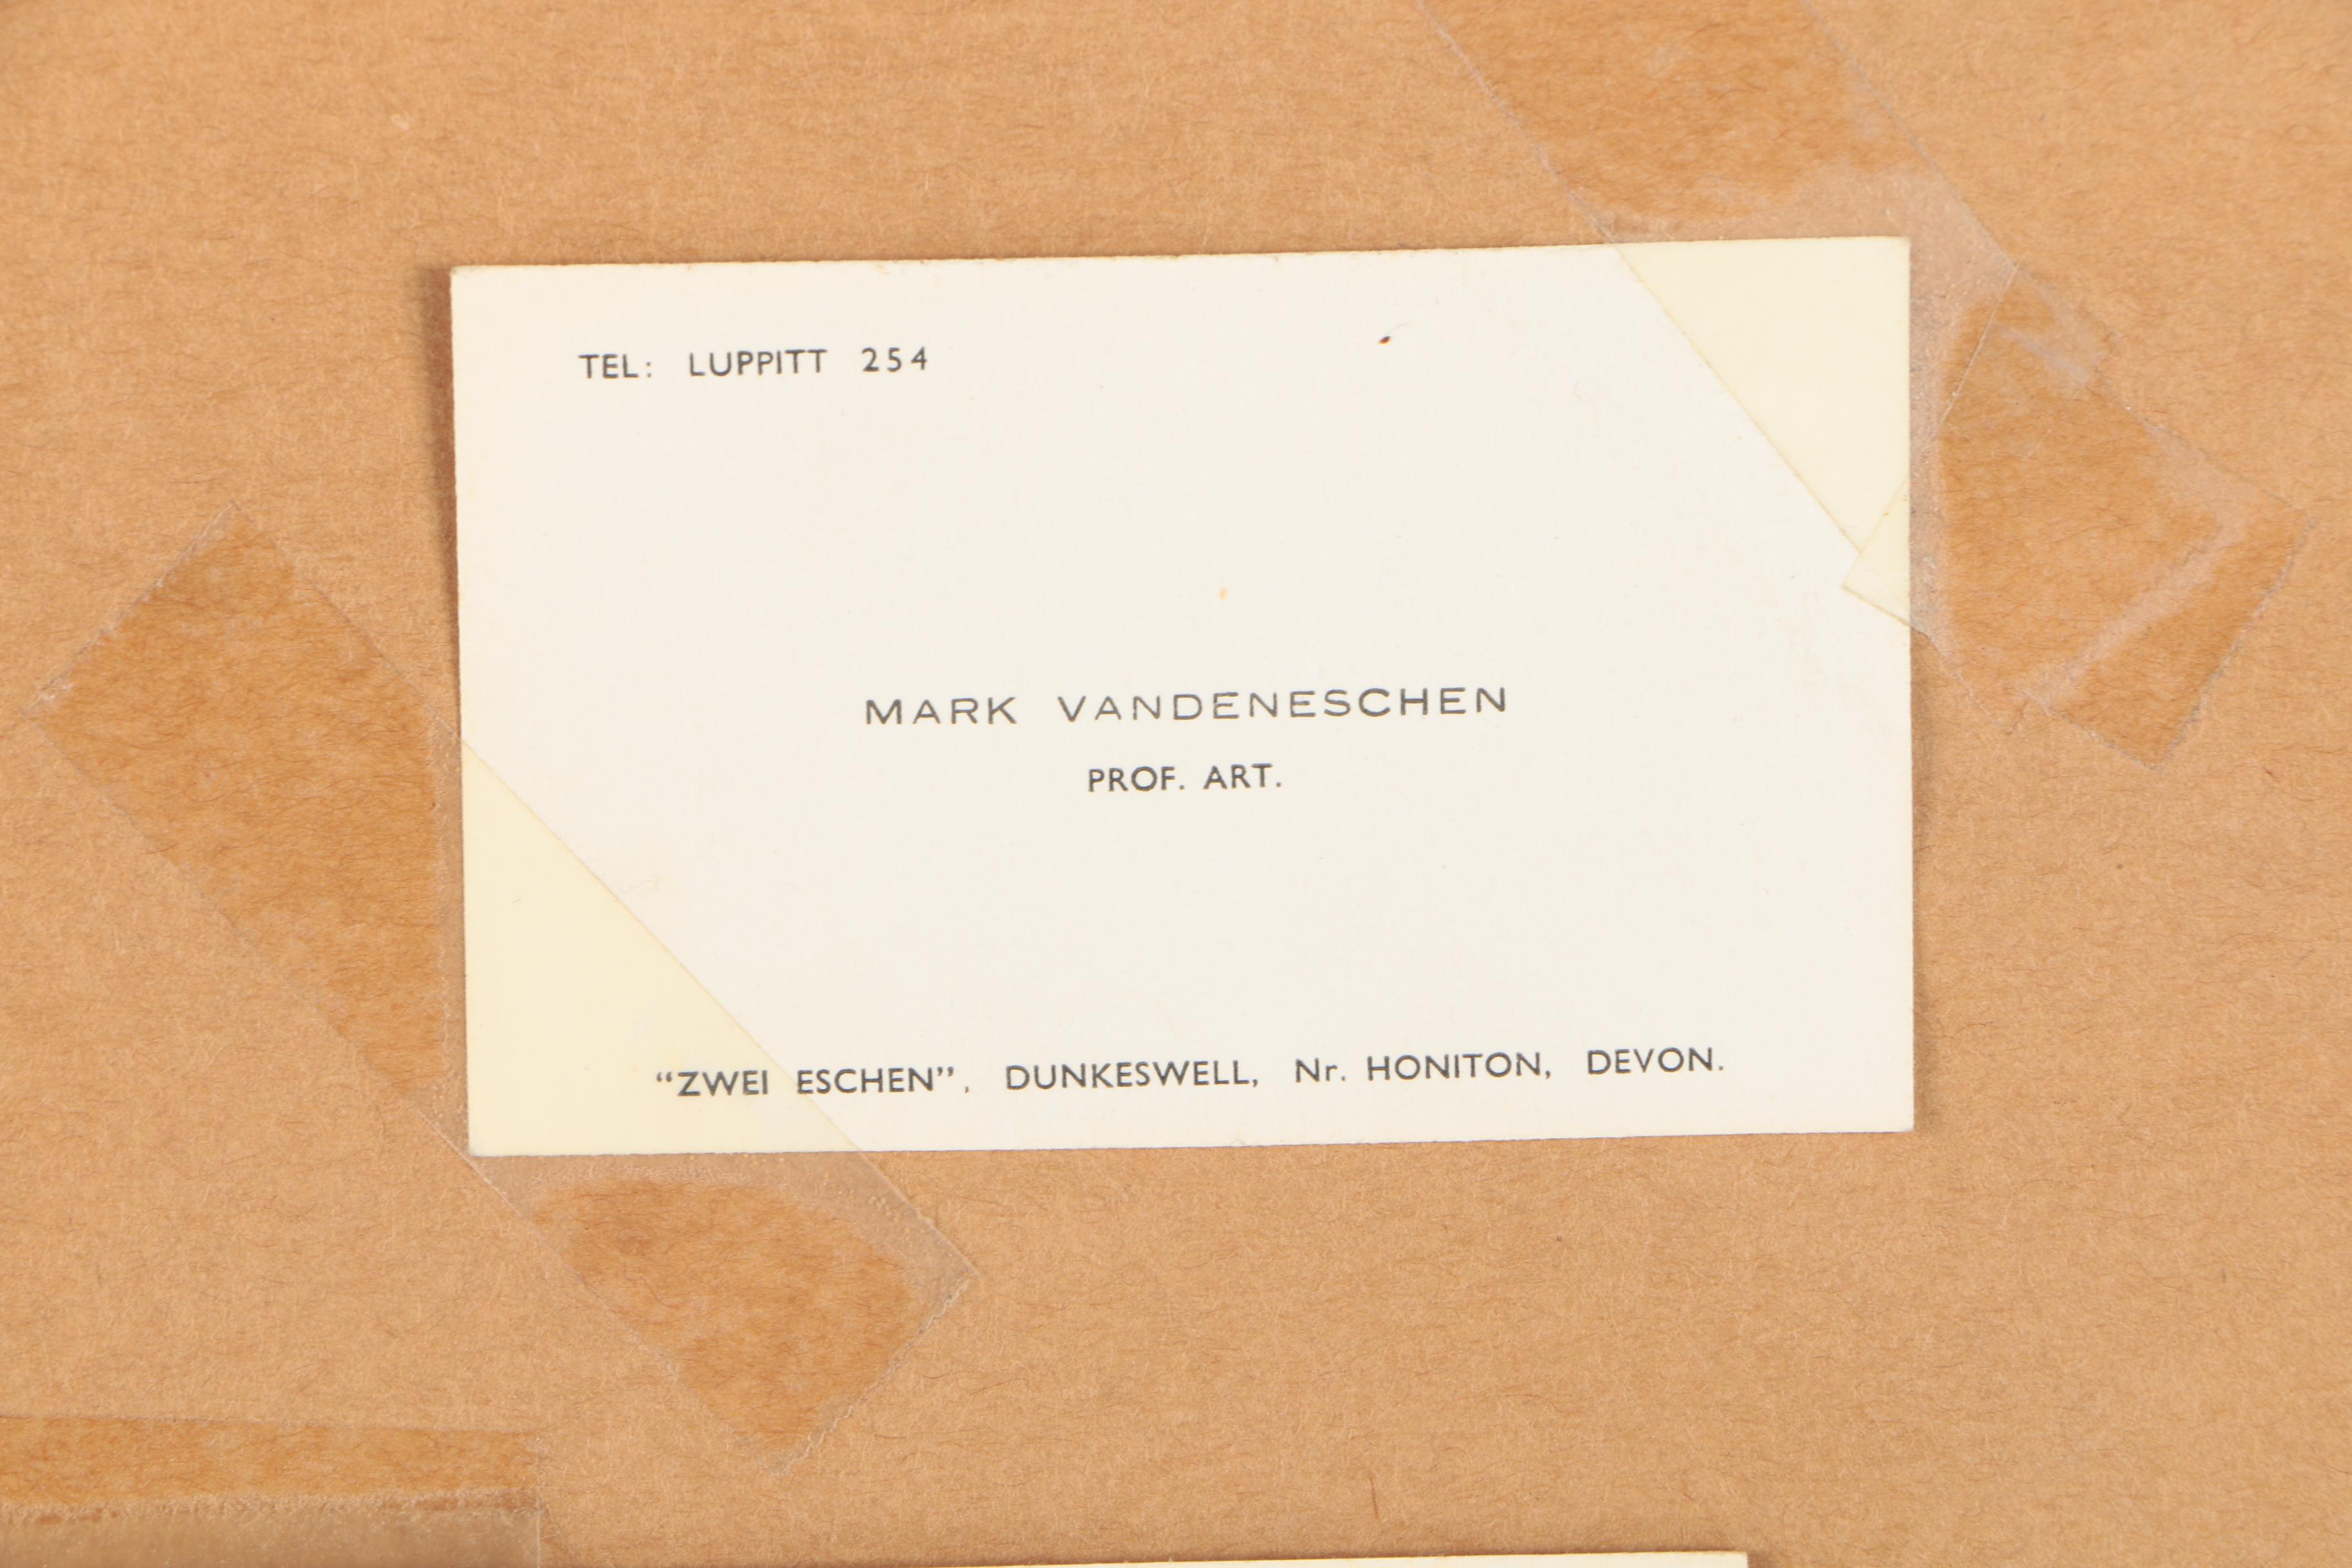 TEL: LUPPITT 254
MARK VANDENESCHEN
PROF. ART.
“ZWEI ESCHEN”, DUNKESWELL, Nr. HONITON, DEVON.